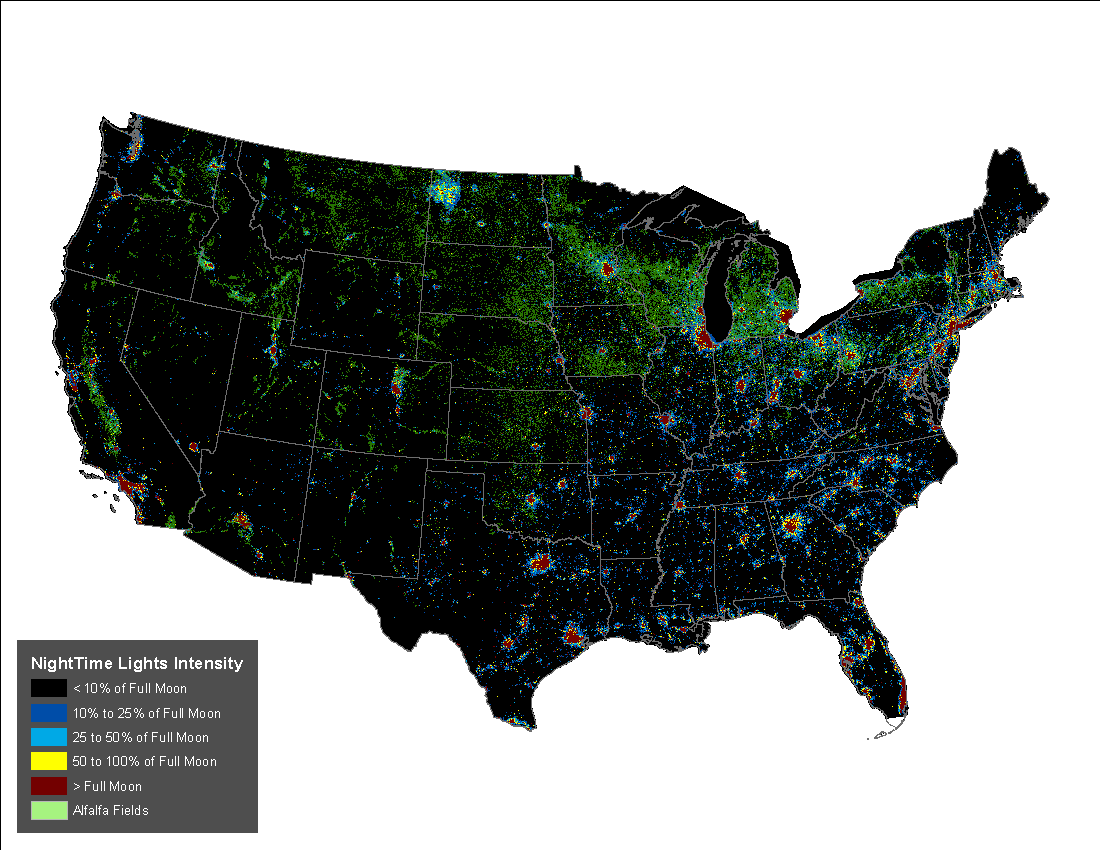 NightTime Lights Intensity
< 10% of Full Moon
10% to 25% of Full Moon
25 to 50% of Full Moon
50 to 100% of Full Moon
> Full Moon
Alfalfa Fields